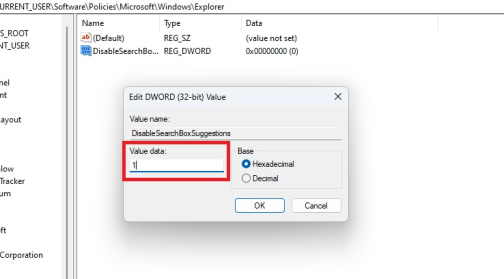 URRENT_USER\Software\Policies\Microsoft\Windows\Explorer
Name Type Data
S_ROOT
NT_USER
ab (Default) REG_SZ (value not set)
DisableSearchBo... REG_DWORD 0x00000000 (0)
nel
nt
ayout
low
Tracker
um
ft
Corporation
Edit DWORD (32-bit) Value
Value name:
DisableSearchBoxSuggestions
Value data:
1
Base
Hexadecimal
Decimal
OK Cancel